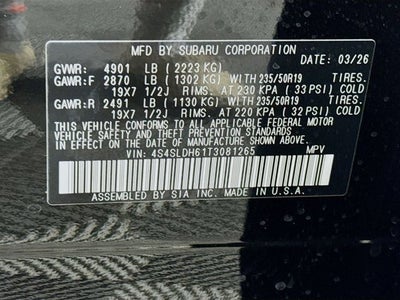 MFD BY SUBARU CORPORATION DATE: 03/26
GVWR: 4901 LB ( 2223 KG)
GAWR:F 2870 LB ( 1302 KG) WITH 235/50R19 TIRES.
19X7 1/2J RIMS. AT 230 KPA ( 33 PSI) COLD.
GAWR:R 2491 LB ( 1130 KG) WITH 235/50R19 TIRES.
19X7 1/2J RIMS. AT 220 KPA ( 32 PSI) COLD.
THIS VEHICLE CONFORMS TO ALL APPLICABLE FEDERAL MOTOR
VEHICLE SAFETY STANDARDS IN EFFECT ON THE DATE OF
MANUFACTURE SHOWN ABOVE.
VIN: 4S4SLDH61T3081265 MPV
ASSEMBLED BY SIA INC. MADE IN U.S.A.